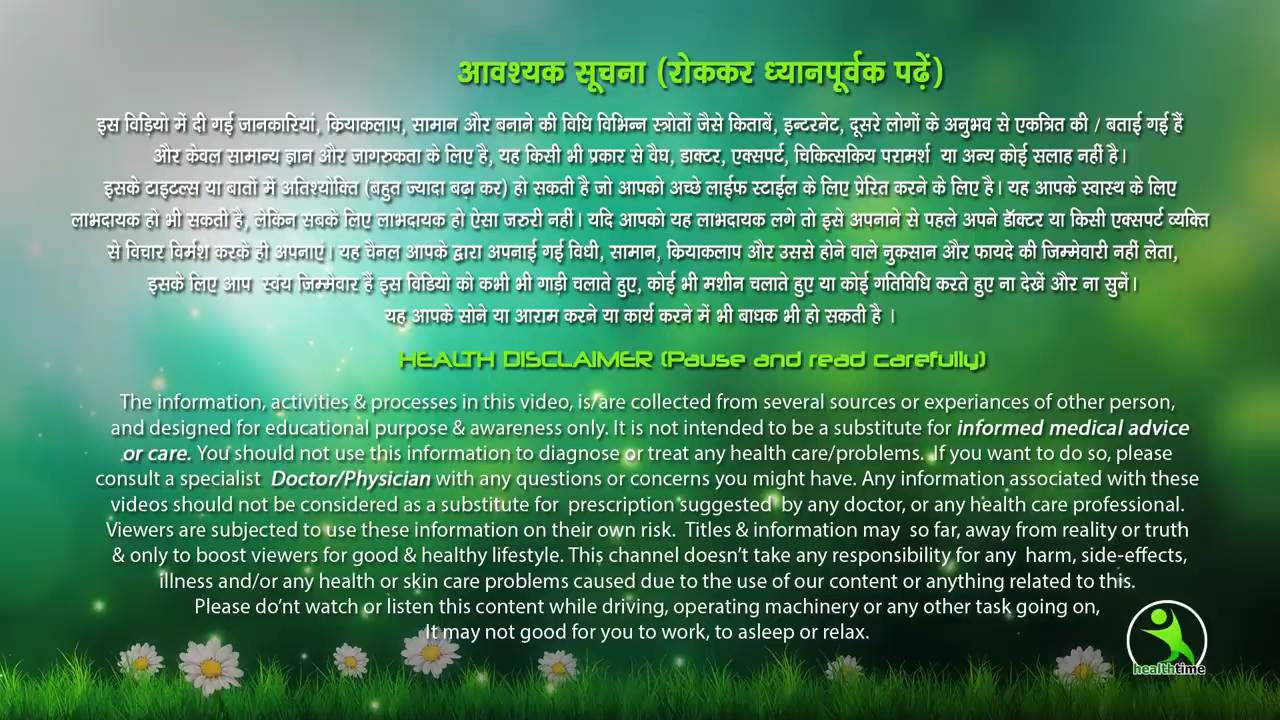 आवश्यक सूचना (रोककर ध्यानपूर्वक पढ़ें)
इस विड़ियो में दी गई जानकारियां, क्रियाकलाप, सामान और बनाने की विधि विभिन्न स्त्रोतों जैसे किताबें, इन्टरनेट, दूसरे लोगों के अनुभव से एकत्रित की / बताई गई हैं
और केवल सामान्य ज्ञान और जागरुकता के लिए है, यह किसी भी प्रकार से वैघ, डाक्टर, एक्सपर्ट, चिकित्सकिय परामर्श या अन्य कोई सलाह नहीं है।
इसके टाइटल्स या बातों में अतिश्योक्ति (बहुत ज्यादा बढ़ा कर) हो सकती है जो आपको अच्छे लाईफ स्टाईल के लिए प्रेरित करने के लिए है। यह आपके स्वास्थ के लिए
लाभदायक हो भी सकती है, लेकिन सबके लिए लाभदायक हो ऐसा जरुरी नहीं। यदि आपको यह लाभदायक लगे तो इसे अपनाने से पहले अपने डॉक्टर या किसी एक्सपर्ट व्यक्ति
से विचार विर्मश करके ही अपनाएं। यह चैनल आपके द्वारा अपनाई गई विधी, सामान, क्रियाकलाप और उससे होने वाले नुकसान और फायदे की जिम्मेवारी नहीं लेता,
इसके लिए आप स्वंय जिम्मेवार हैं इस विडियो को कभी भी गाड़ी चलाते हुए, कोई भी मशीन चलाते हुए या कोई गतिविधि करते हुए ना देखें और ना सुनें।
यह आपके सोने या आराम करने या कार्य करने में भी बाधक भी हो सकती है ।
HEALTH DISCLAIMER (Pause and read carefully)
The information, activities & processes in this video, is/are collected from several sources or experiances of other person,
and designed for educational purpose & awareness only. It is not intended to be a substitute for informed medical advice
or care. You should not use this information to diagnose or treat any health care/problems. If you want to do so, please
consult a specialist Doctor/Physician with any questions or concerns you might have. Any information associated with these
videos should not be considered as a substitute for prescription suggested by any doctor, or any health care professional.
Viewers are subjected to use these information on their own risk. Titles & information may so far, away from reality or truth
& only to boost viewers for good & healthy lifestyle. This channel doesn't take any responsibility for any harm, side-effects,
illness and/or any health or skin care problems caused due to the use of our content or anything related to this.
Please do'nt watch or listen this content while driving, operating machinery or any other task going on,
It may not good for you to work, to asleep or relax.
healthtime